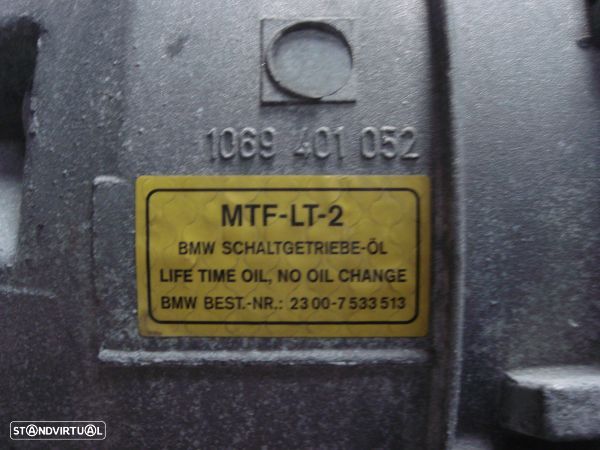 1069 401 052
MTF-LT-2
BMW SCHALTGETRIEBE-ÖL
LIFE TIME OIL, NO OIL CHANGE
BMW BEST.-NR.: 23 00-7 533 513
STANDVIRTUAL